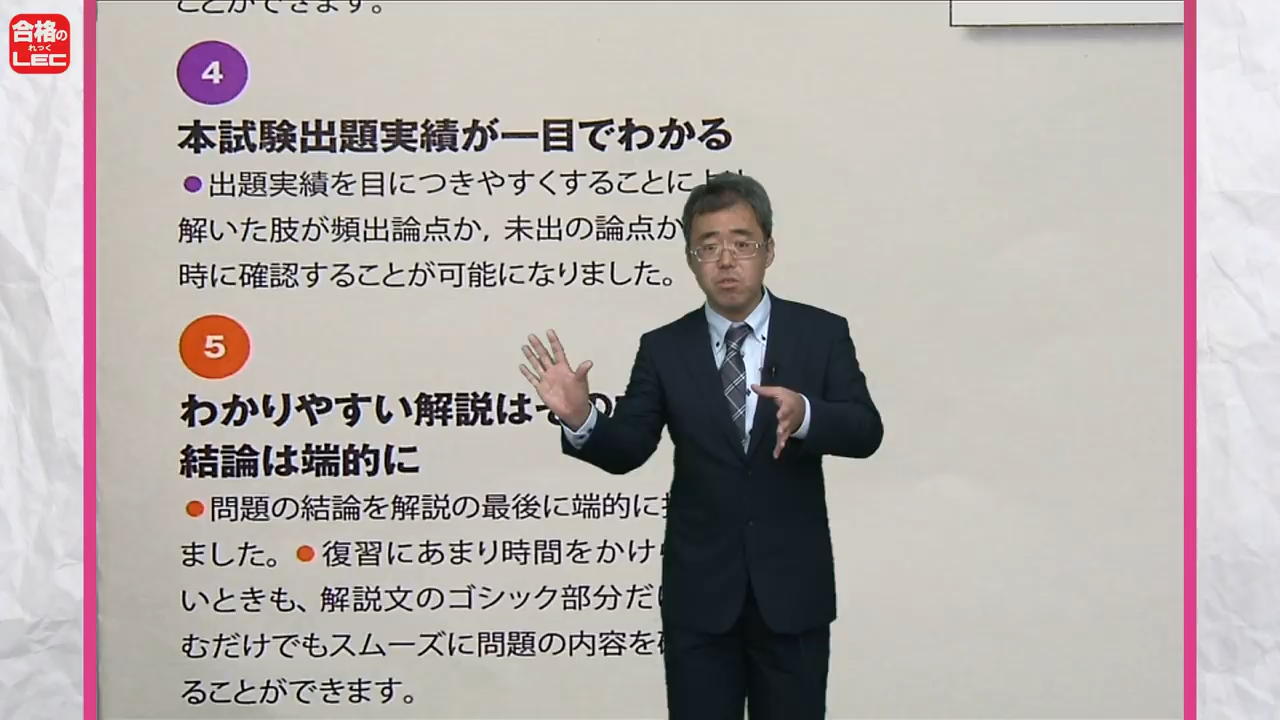 合格の
れっく
LEC
ことができます。
4
本試験出題実績が一目でわかる
●出題実績を目につきやすくすることに
解いた肢が頻出論点か, 未出の論点か
時に確認することが可能になりました。
5
わかりやすい解説はその
結論は端的に
●問題の結論を解説の最後に端的に
ました。●復習にあまり時間をかけ
いときも、解説文のゴシック部分だ
むだけでもスムーズに問題の内容を
ることができます。